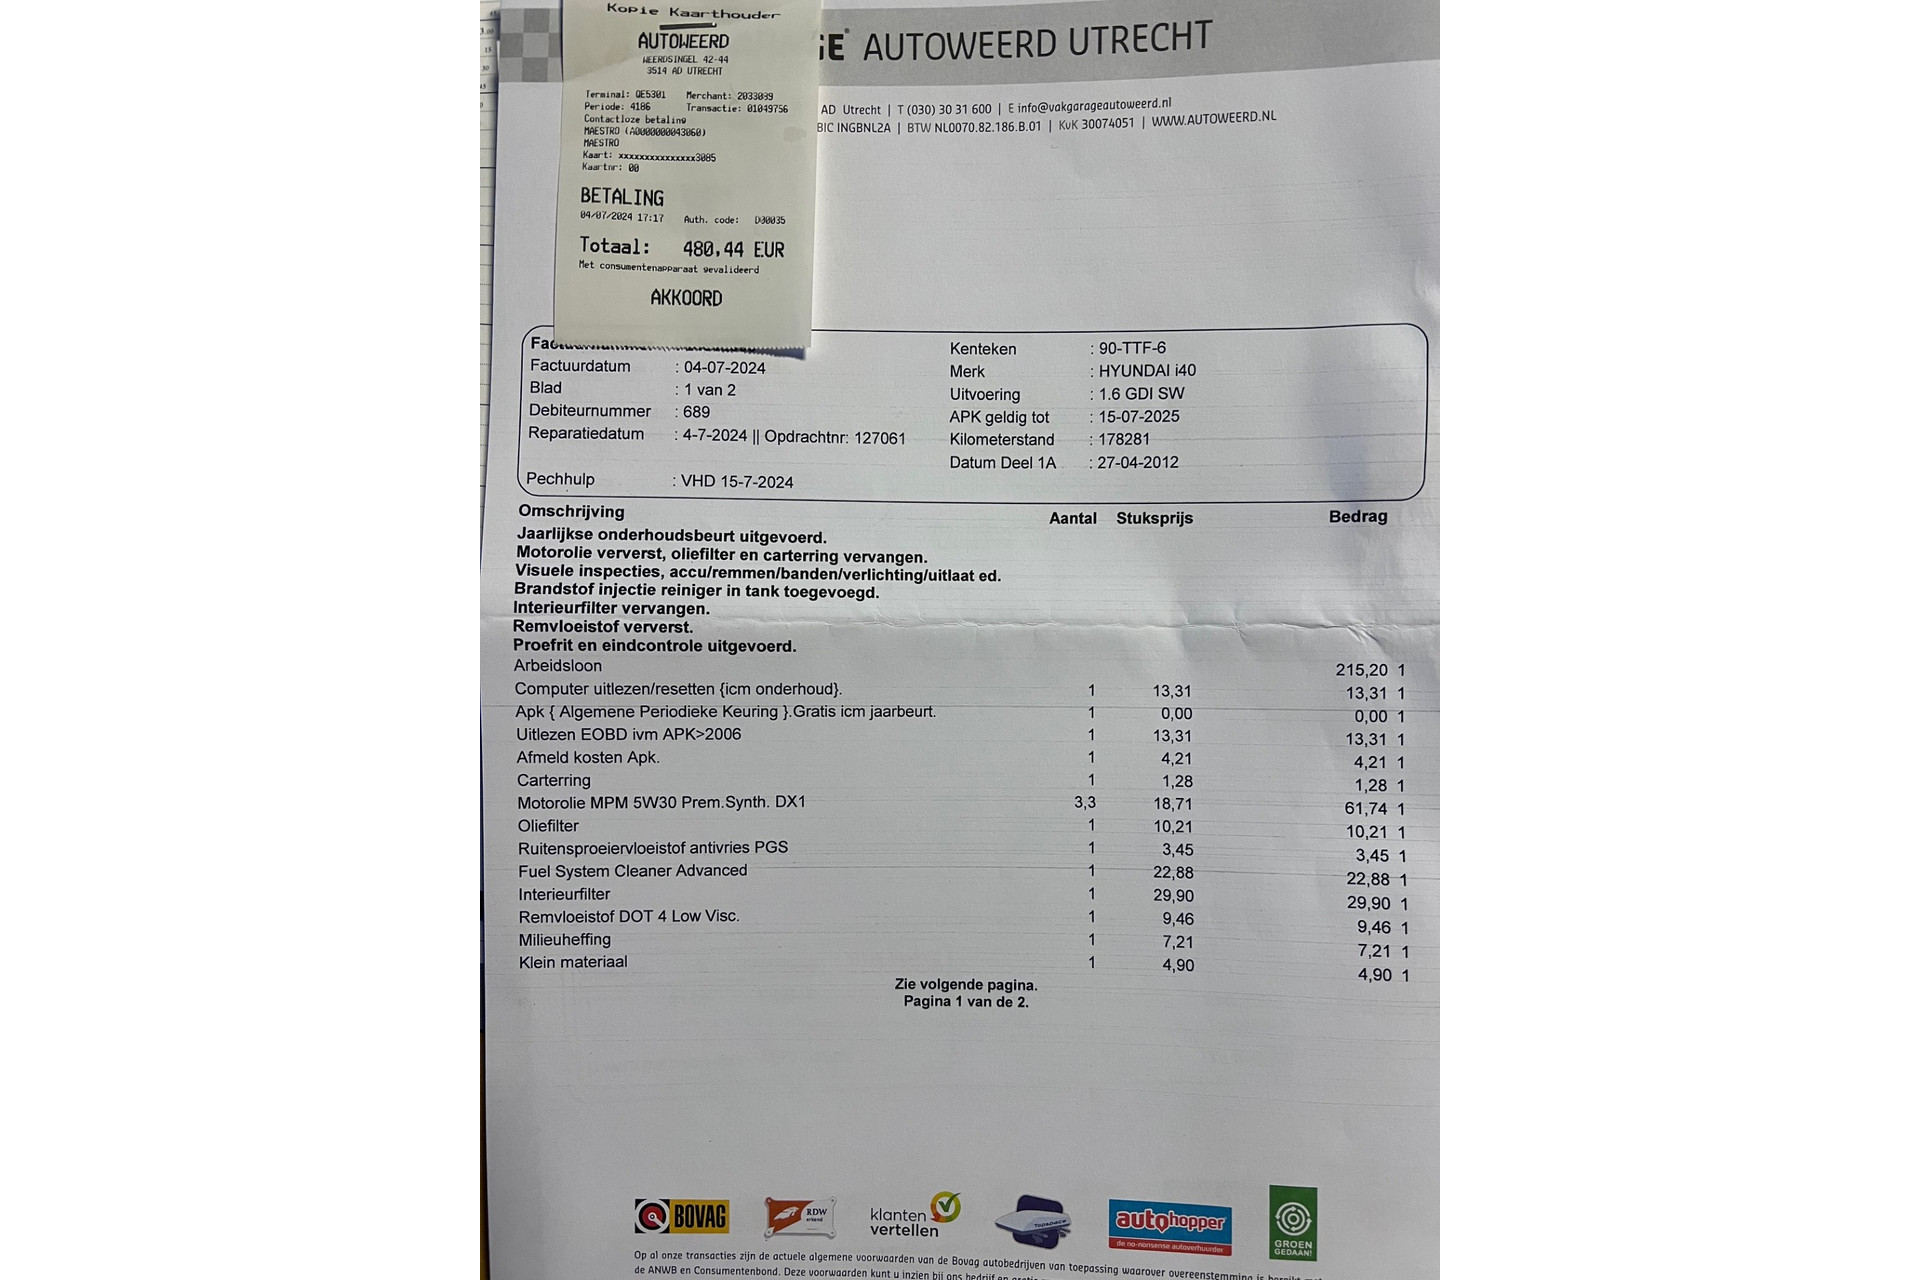 Kopie Kaarthouder
AUTOWEERD
WEERDSINGEL 42-44
3514 AD UTRECHT
Terminal: QE5301 Merchant: 2033039
Periode: 4186 Transactie: 01049756
Contactloze betaling
MAESTRO (A0000000043060)
MAESTRO
Kaart: xxxxxxxxxxxxxxx3085
Kaartnr: 00
BETALING
04/07/2024 17:17 Auth. code: D30035
Totaal: 480,44 EUR
Met consumentenapparaat gevalideerd
AKKOORD
GE® AUTOWEERD UTRECHT
AD Utrecht | T (030) 30 31 600 | E info@vakgarageautoweerd.nl
BIC INGBNL2A | BTW NL0070.82.186.B.01 | KvK 30074051 | WWW.AUTOWEERD.NL
Factuurdatum : 04-07-2024
Blad : 1 van 2
Debiteurnummer : 689
Reparatiedatum : 4-7-2024 || Opdrachtnr: 127061
Pechhulp : VHD 15-7-2024
Kenteken : 90-TTF-6
Merk : HYUNDAI i40
Uitvoering : 1.6 GDI SW
APK geldig tot : 15-07-2025
Kilometerstand : 178281
Datum Deel 1A : 27-04-2012
Omschrijving Aantal Stuksprijs Bedrag
Jaarlijkse onderhoudsbeurt uitgevoerd.
Motorolie ververst, oliefilter en carterring vervangen.
Visuele inspecties, accu/remmen/banden/verlichting/uitlaat ed.
Brandstof injectie reiniger in tank toegevoegd.
Interieurfilter vervangen.
Remvloeistof ververst.
Proefrit en eindcontrole uitgevoerd.
Arbeidsloon 215,20 1
Computer uitlezen/resetten {icm onderhoud}. 1 13,31 13,31 1
Apk { Algemene Periodieke Keuring }.Gratis icm jaarbeurt. 1 0,00 0,00 1
Uitlezen EOBD ivm APK>2006 1 13,31 13,31 1
Afmeld kosten Apk. 1 4,21 4,21 1
Carterring 1 1,28 1,28 1
Motorolie MPM 5W30 Prem.Synth. DX1 3,3 18,71 61,74 1
Oliefilter 1 10,21 10,21 1
Ruitensproeiervloeistof antivries PGS 1 3,45 3,45 1
Fuel System Cleaner Advanced 1 22,88 22,88 1
Interieurfilter 1 29,90 29,90 1
Remvloeistof DOT 4 Low Visc. 1 9,46 9,46 1
Milieuheffing 1 7,21 7,21 1
Klein materiaal 1 4,90 4,90 1
Zie volgende pagina.
Pagina 1 van de 2.
BOVAG
RDW
erkend
klanten
vertellen
autohopper
de no-nonsense autoverhuurder
GROEN
GEDAAN!
Op al onze transacties zijn de actuele algemene voorwaarden van de Bovag autobedrijven van toepassing waarover overeenstemming is bereikt
de ANWB en Consumentenbond. Deze voorwaarden kunt u inzien bij ons bedrijf en